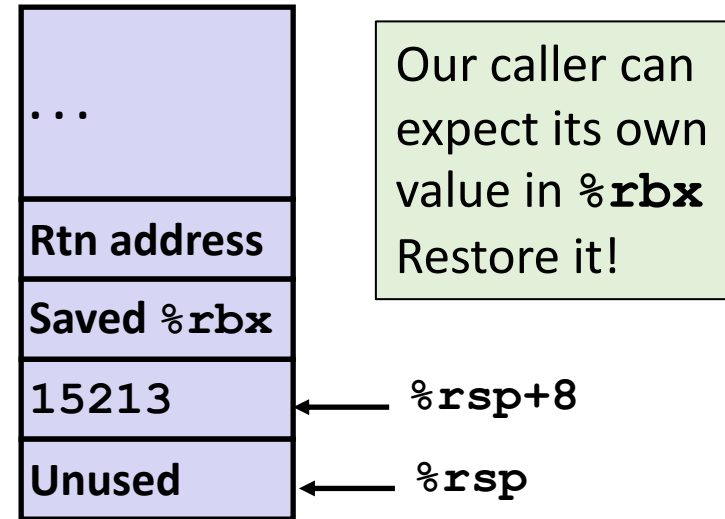 ...
Rtn address
Saved %rbx
15213
Unused
%rsp+8
%rsp
Our caller can
expect its own
value in %rbx
Restore it!